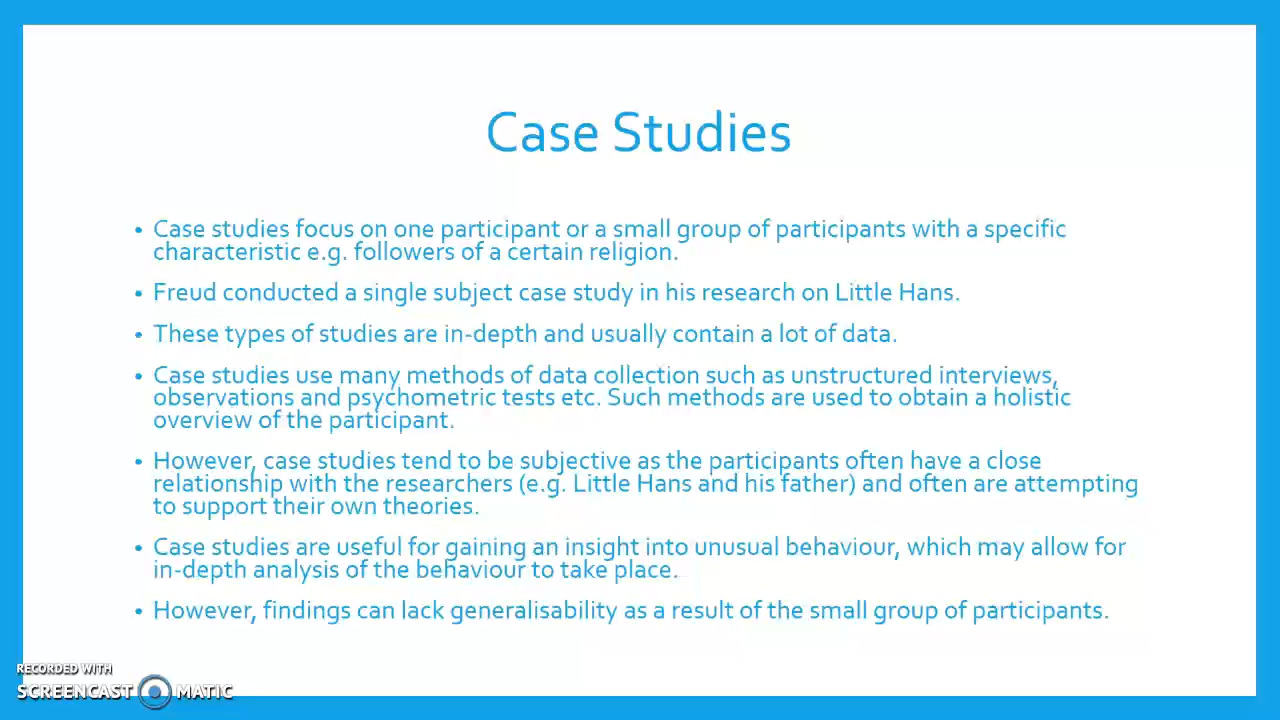 Case Studies
• Case studies focus on one participant or a small group of participants with a specific
characteristic e.g. followers of a certain religion.
• Freud conducted a single subject case study in his research on Little Hans.
• These types of studies are in-depth and usually contain a lot of data.
• Case studies use many methods of data collection such as unstructured interviews,
observations and psychometric tests etc. Such methods are used to obtain a holistic
overview of the participant.
• However, case studies tend to be subjective as the participants often have a close
relationship with the researchers (e.g. Little Hans and his father) and often are attempting
to support their own theories.
• Case studies are useful for gaining an insight into unusual behaviour, which may allow for
in-depth analysis of the behaviour to take place.
• However, findings can lack generalisability as a result of the small group of participants.
RECORDED WITH
SCREENCAST MATIC